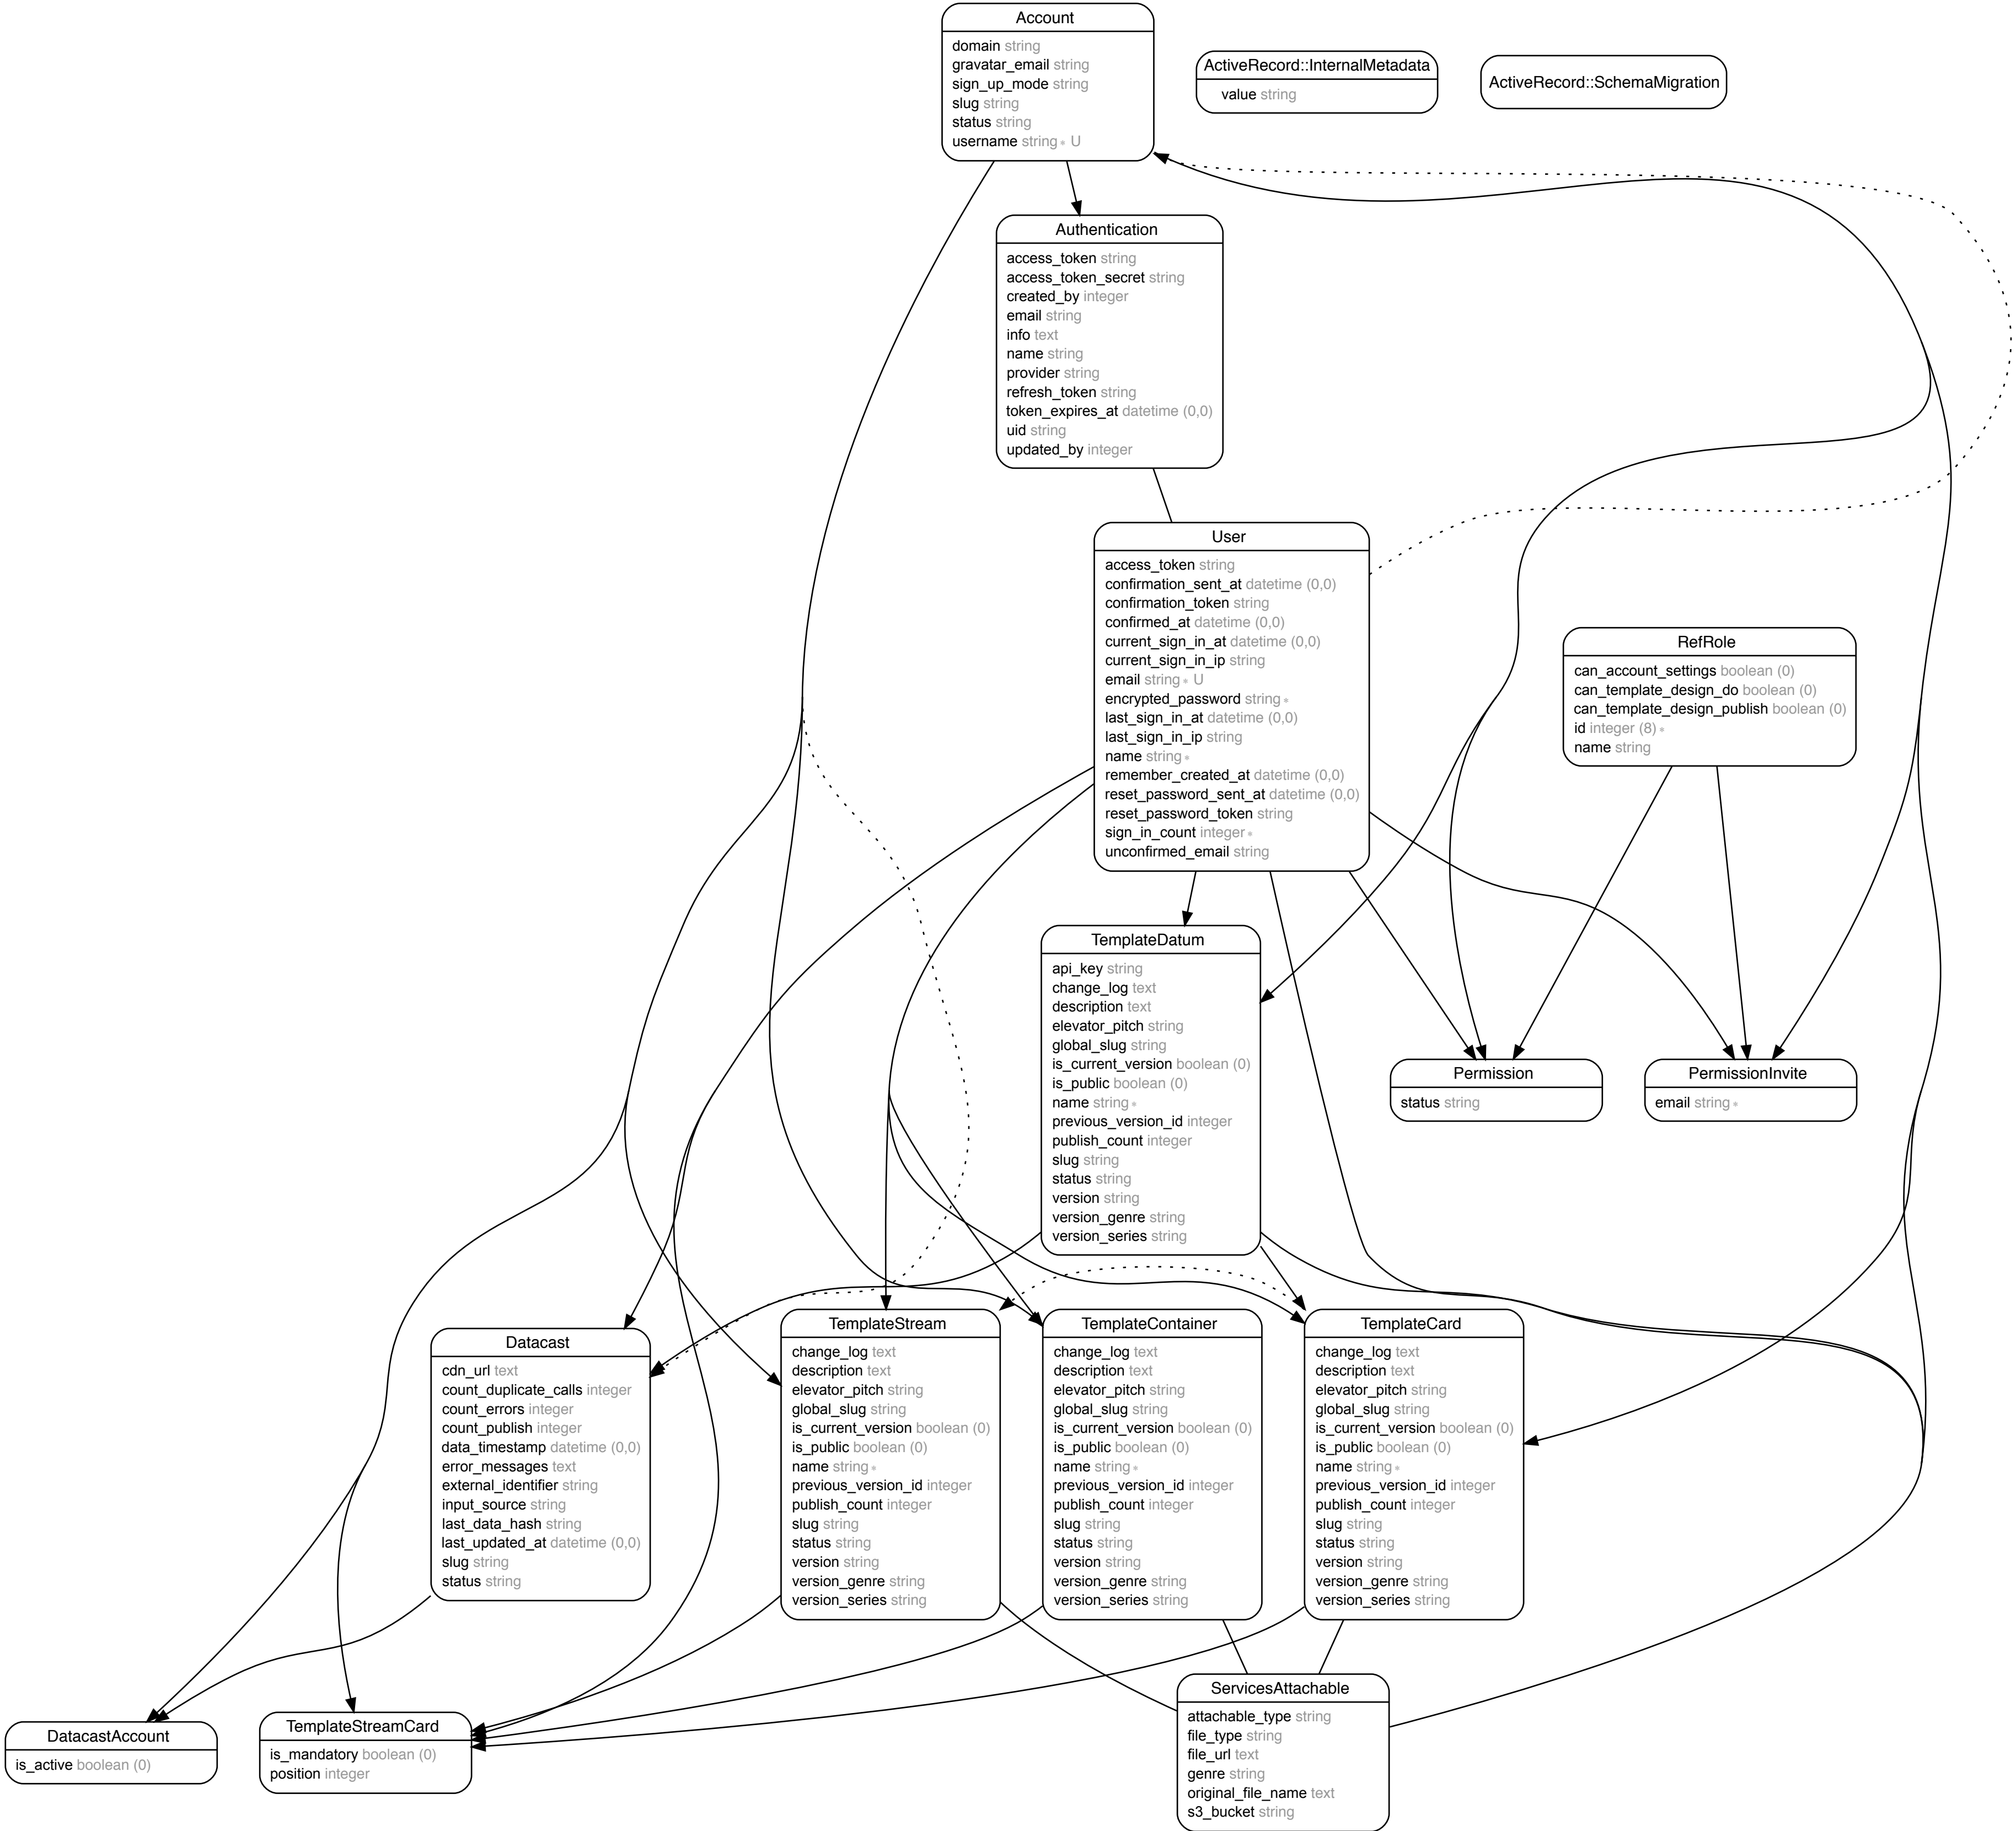 Account
domain string
gravatar_email string
sign_up_mode string
slug string
status string
username string∗ U
ActiveRecord::InternalMetadata
value string
ActiveRecord::SchemaMigration
Authentication
access_token string
access_token_secret string
created_by integer
email string
info text
name string
provider string
refresh_token string
token_expires_at datetime (0,0)
uid string
updated_by integer
User
access_token string
confirmation_sent_at datetime (0,0)
confirmation_token string
confirmed_at datetime (0,0)
current_sign_in_at datetime (0,0)
current_sign_in_ip string
email string∗ U
encrypted_password string∗
last_sign_in_at datetime (0,0)
last_sign_in_ip string
name string∗
remember_created_at datetime (0,0)
reset_password_sent_at datetime (0,0)
reset_password_token string
sign_in_count integer∗
unconfirmed_email string
RefRole
can_account_settings boolean (0)
can_template_design_do boolean (0)
can_template_design_publish boolean (0)
id integer (8)∗
name string
TemplateDatum
api_key string
change_log text
description text
elevator_pitch string
global_slug string
is_current_version boolean (0)
is_public boolean (0)
name string∗
previous_version_id integer
publish_count integer
slug string
status string
version string
version_genre string
version_series string
Permission
status string
PermissionInvite
email string∗
Datacast
cdn_url text
count_duplicate_calls integer
count_errors integer
count_publish integer
data_timestamp datetime (0,0)
error_messages text
external_identifier string
input_source string
last_data_hash string
last_updated_at datetime (0,0)
slug string
status string
TemplateStream
change_log text
description text
elevator_pitch string
global_slug string
is_current_version boolean (0)
is_public boolean (0)
name string∗
previous_version_id integer
publish_count integer
slug string
status string
version string
version_genre string
version_series string
TemplateContainer
change_log text
description text
elevator_pitch string
global_slug string
is_current_version boolean (0)
is_public boolean (0)
name string∗
previous_version_id integer
publish_count integer
slug string
status string
version string
version_genre string
version_series string
TemplateCard
change_log text
description text
elevator_pitch string
global_slug string
is_current_version boolean (0)
is_public boolean (0)
name string∗
previous_version_id integer
publish_count integer
slug string
status string
version string
version_genre string
version_series string
DatacastAccount
is_active boolean (0)
TemplateStreamCard
is_mandatory boolean (0)
position integer
ServicesAttachable
attachable_type string
file_type string
file_url text
genre string
original_file_name text
s3_bucket string